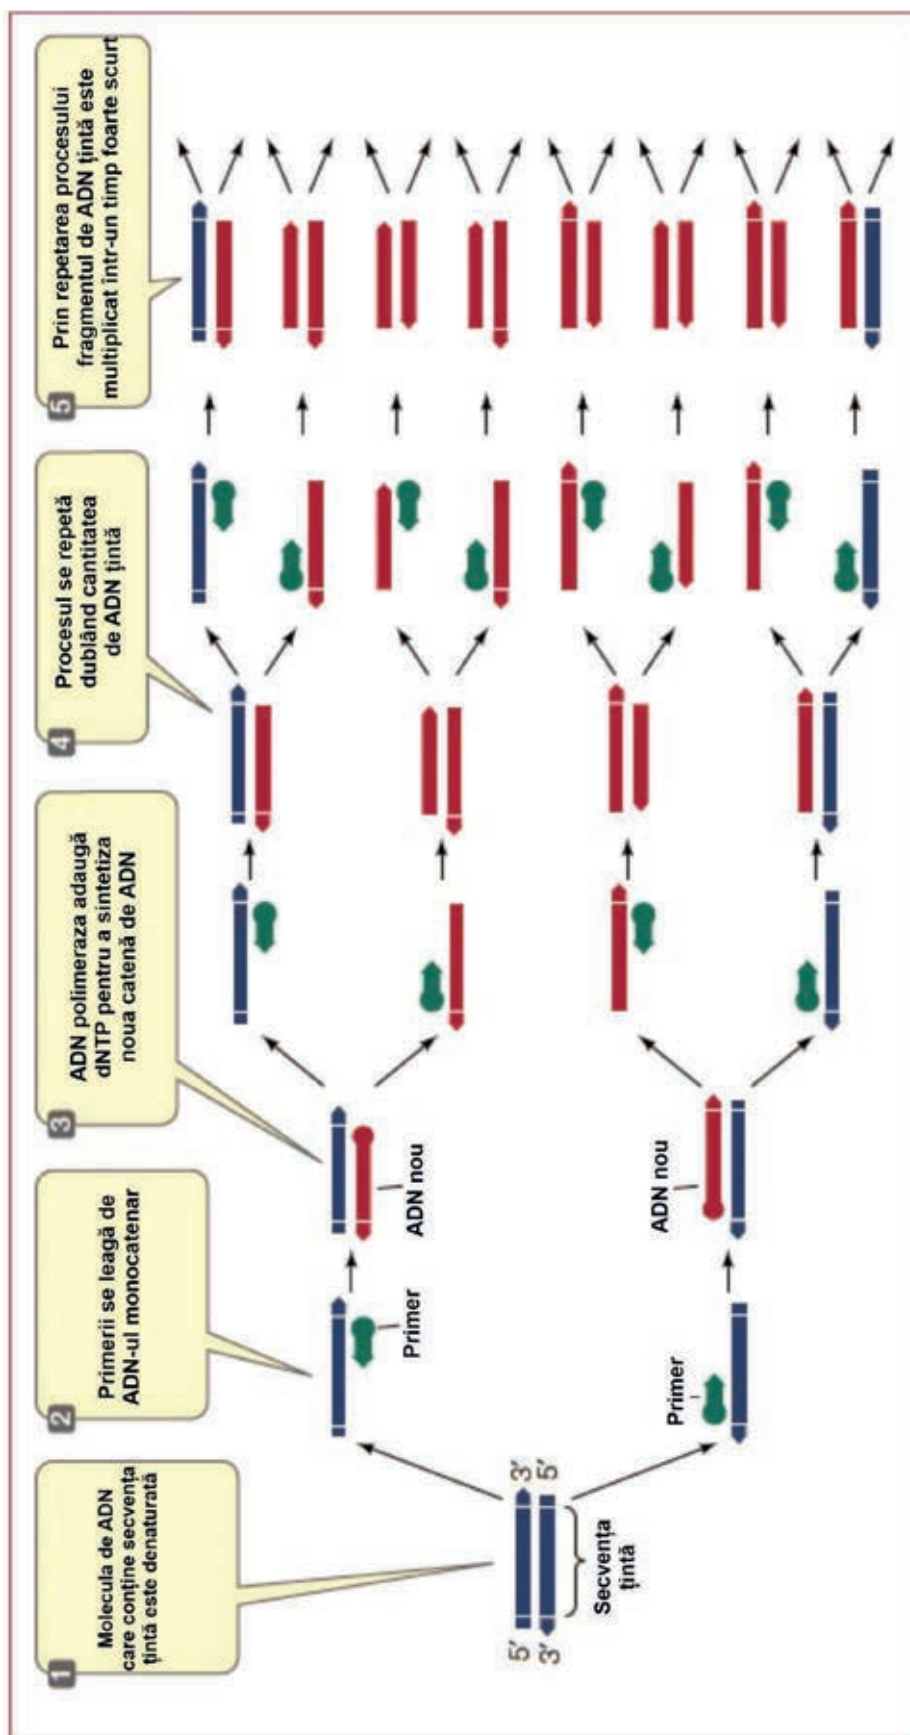 1
Molecula de ADN
care conține secvența
țintă este denaturată
2
Primerii se leagă de
ADN-ul monocatenar
3
ADN polimeraza adaugă
dNTP pentru a sintetiza
noua catenă de ADN
4
Procesul se repetă
dublând cantitatea
de ADN țintă
5
Prin repetarea procesului
fragmentul de ADN țintă este
multiplicat intr-un timp foarte scurt
5′
3′
3′
5′
Secvența
țintă
Primer
Primer
ADN nou
ADN nou